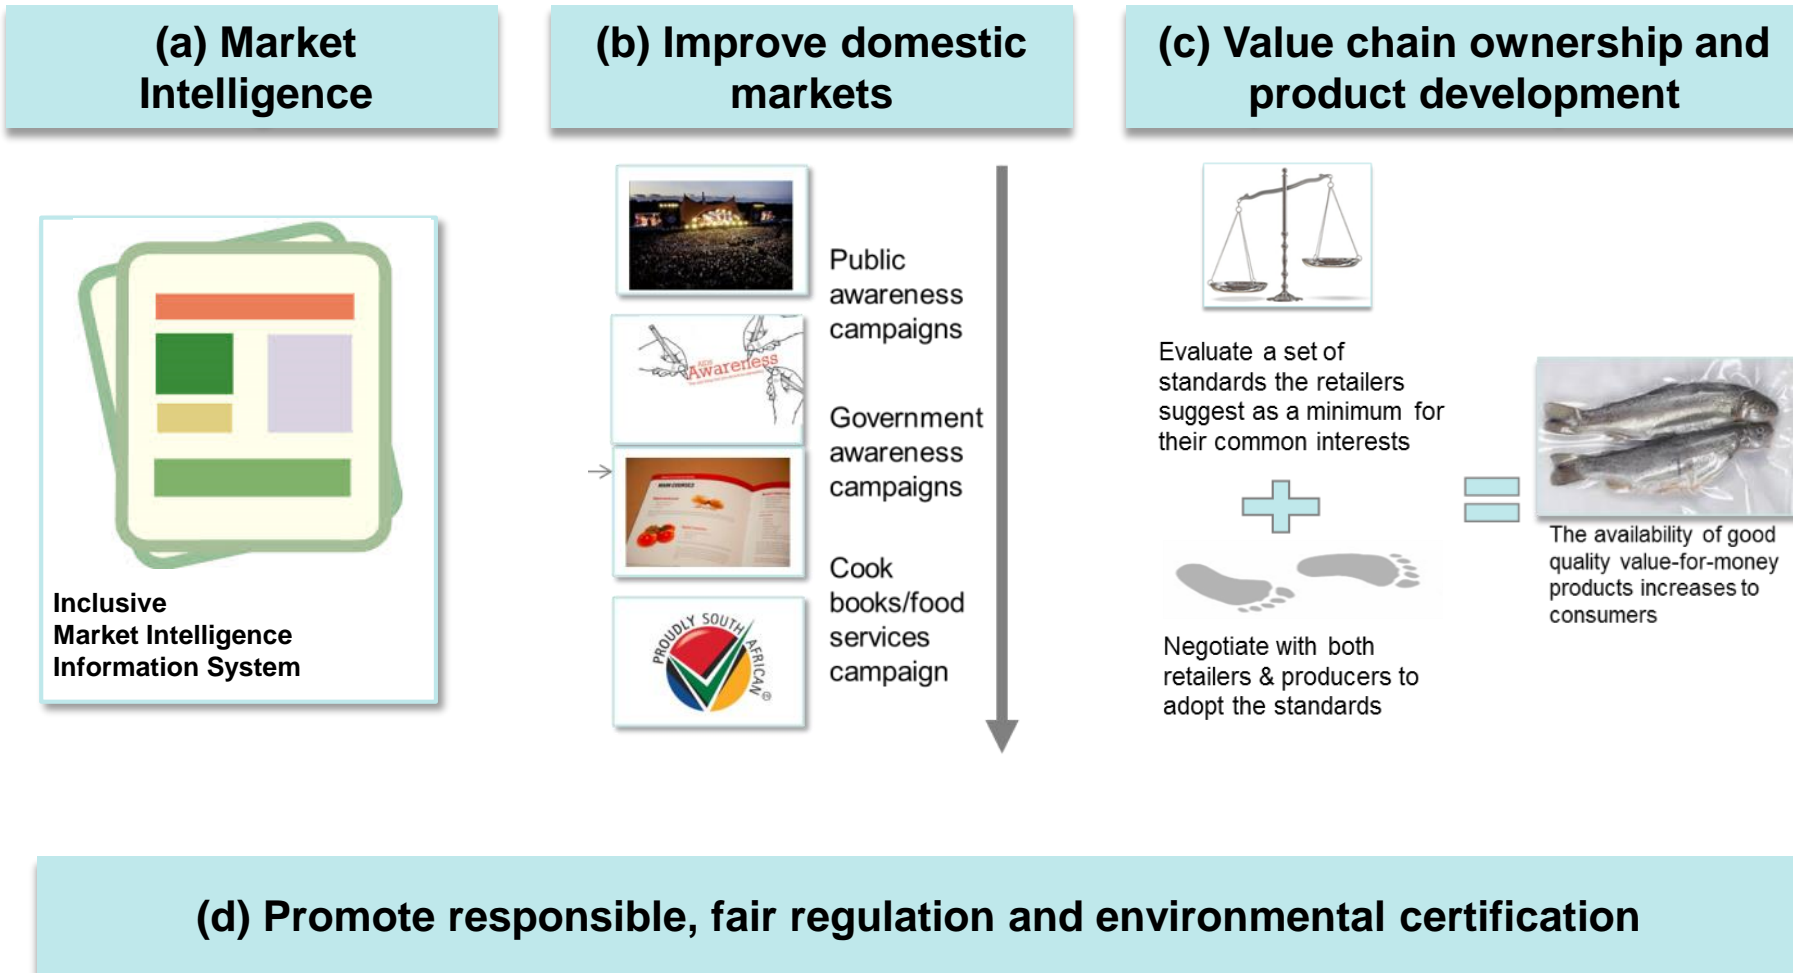 (a) Market
Intelligence
(b) Improve domestic
markets
(c) Value chain ownership and
product development
Inclusive
Market Intelligence
Information System
Public
awareness
campaigns
Awareness
Government
awareness
campaigns
MAIN COURSES
Cook
books/food
services
campaign
PROUDLY SOUTH AFRICAN
Evaluate a set of
standards the retailers
suggest as a minimum for
their common interests
Negotiate with both
retailers & producers to
adopt the standards
The availability of good
quality value-for-money
products increases to
consumers
(d) Promote responsible, fair regulation and environmental certification